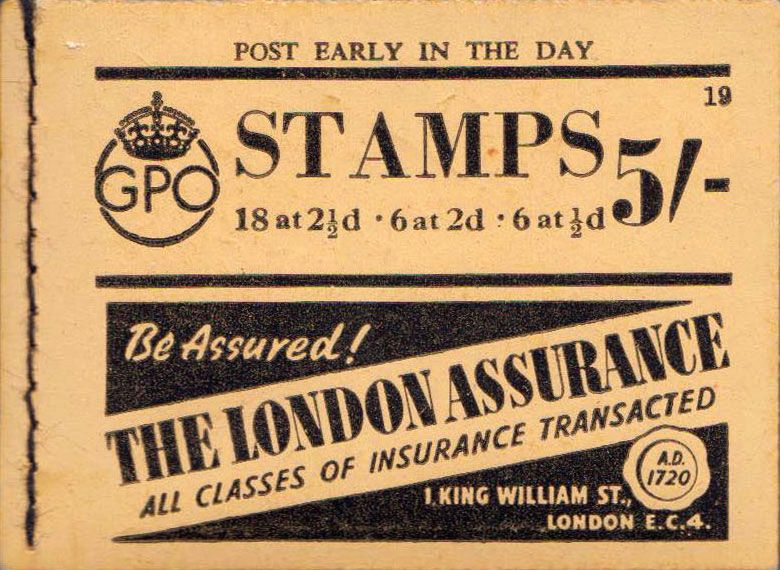 POST EARLY IN THE DAY
19
GPO
STAMPS 5/-
18 at 2½d · 6 at 2d · 6 at ½d
Be Assured!
THE LONDON ASSURANCE
ALL CLASSES OF INSURANCE TRANSACTED
A.D.
1720
1 KING WILLIAM ST.,
LONDON E.C.4.